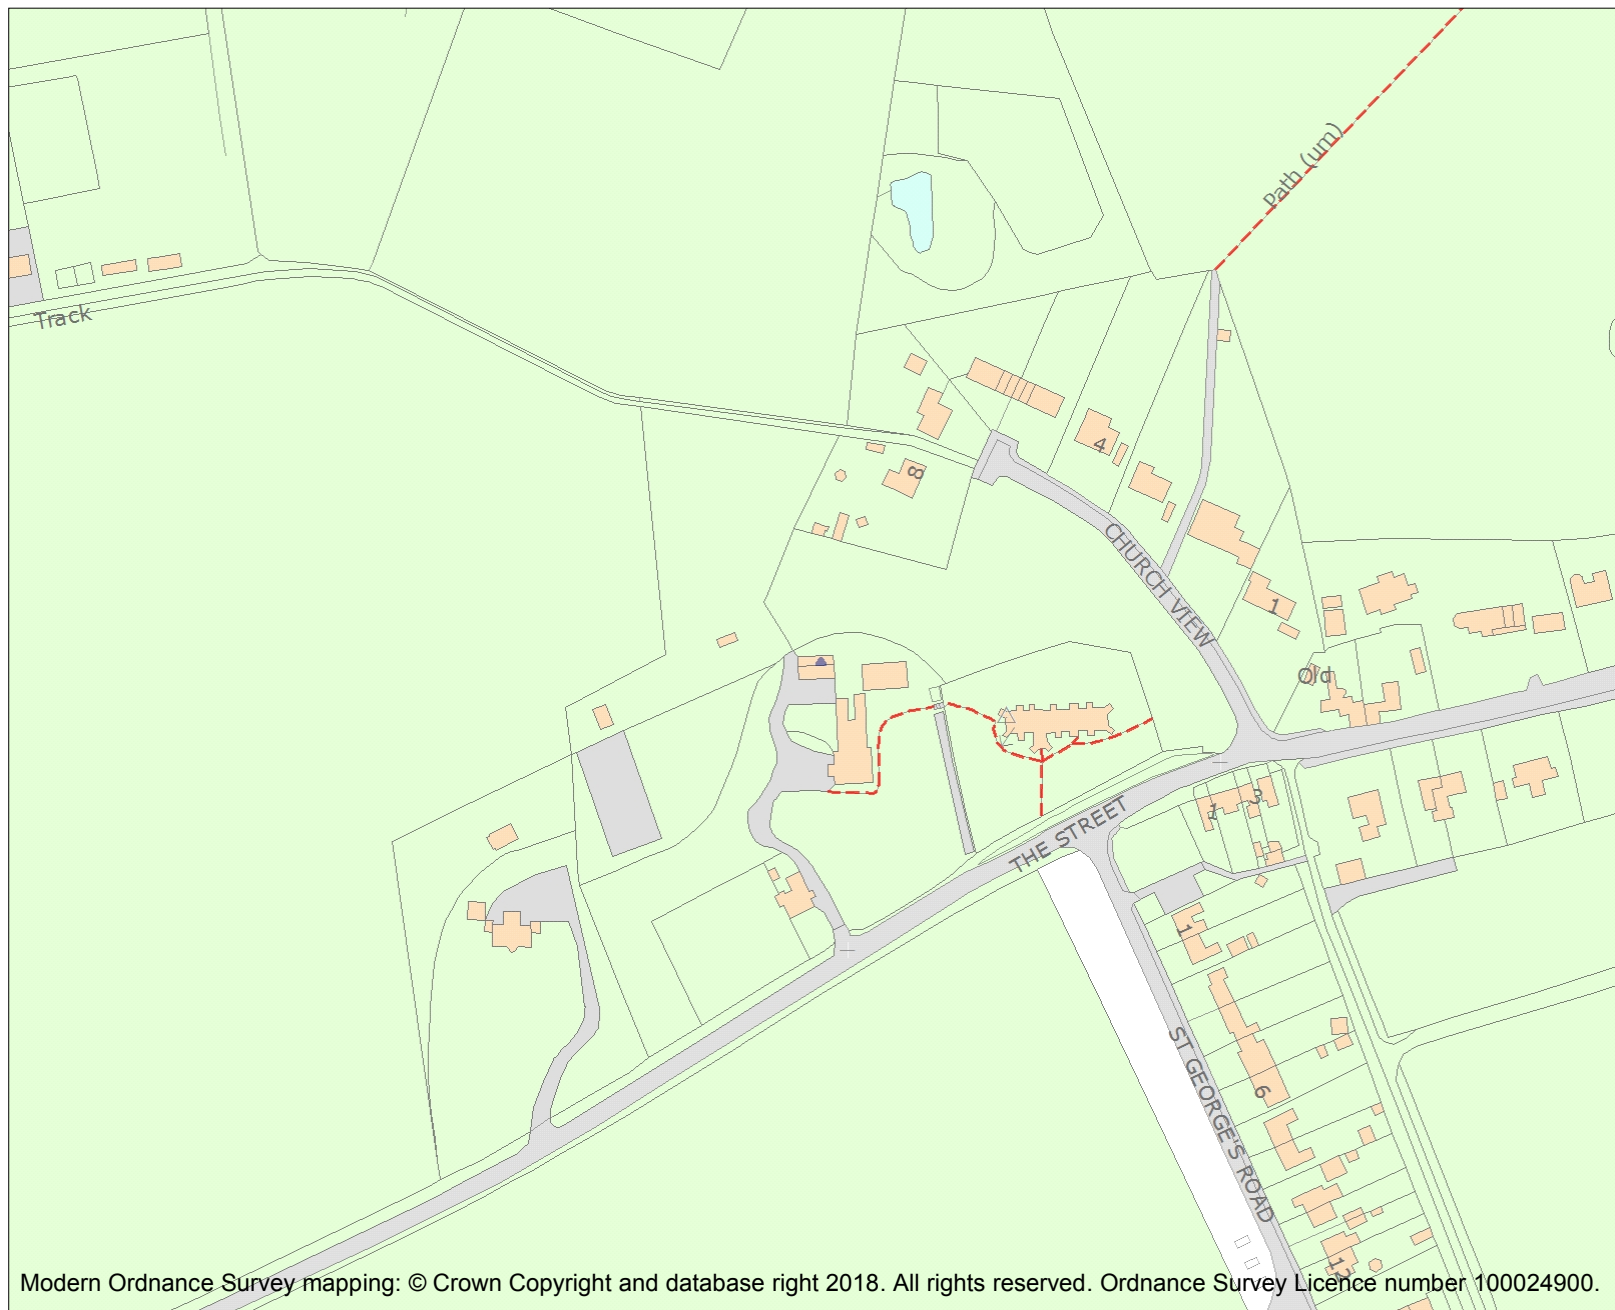 Path (um)
Track
4
8
CHURCH VIEW
1
Old
THE STREET
1
3
1
ST GEORGE'S ROAD
6
12
Modern Ordnance Survey mapping: © Crown Copyright and database right 2018. All rights reserved. Ordnance Survey Licence number 100024900.